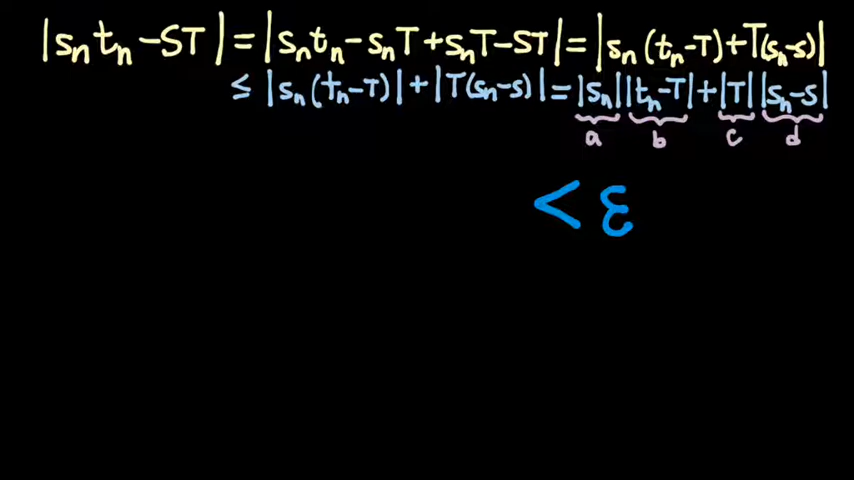 |sₙtₙ-ST| = |sₙtₙ-sₙT+sₙT-ST| = |sₙ(tₙ-T)+T(sₙ-s)|
≤ |sₙ(tₙ-T)|+|T(sₙ-s)| = |sₙ||tₙ-T|+|T||sₙ-s|
a b c d
< ε